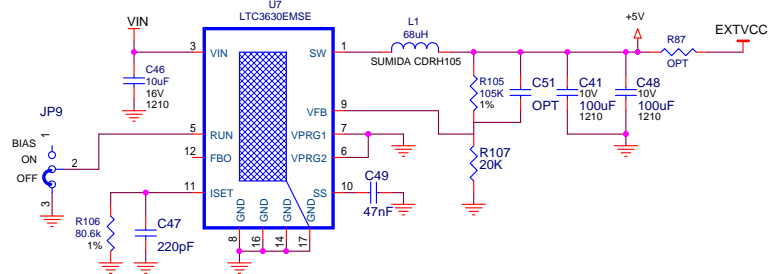 U7
LTC3630EMSE
VIN
3
VIN
SW
1
L1
68uH
SUMIDA CDRH105
+5V
R87
OPT
EXTVCC
C46
10uF
16V
1210
R105
105K
1%
C51
OPT
C41
10V
100uF
1210
C48
10V
100uF
1210
VFB
9
JP9
BIAS
1
ON
2
OFF
3
5
RUN
VPRG1
7
12
FBO
VPRG2
6
R107
20K
11
ISET
SS
10
C49
47nF
R106
80.6k
1%
C47
220pF
GND
GND
GND
GND
8
16
14
17